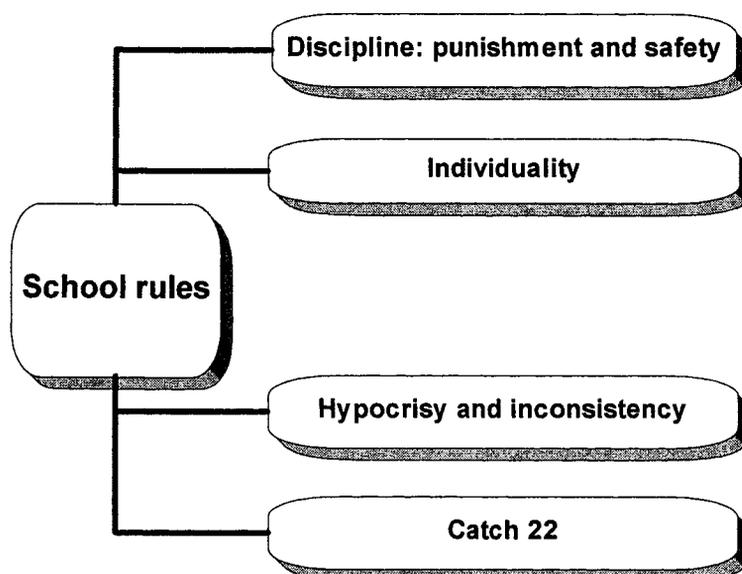 Discipline: punishment and safety
Individuality
School rules
Hypocrisy and inconsistency
Catch 22